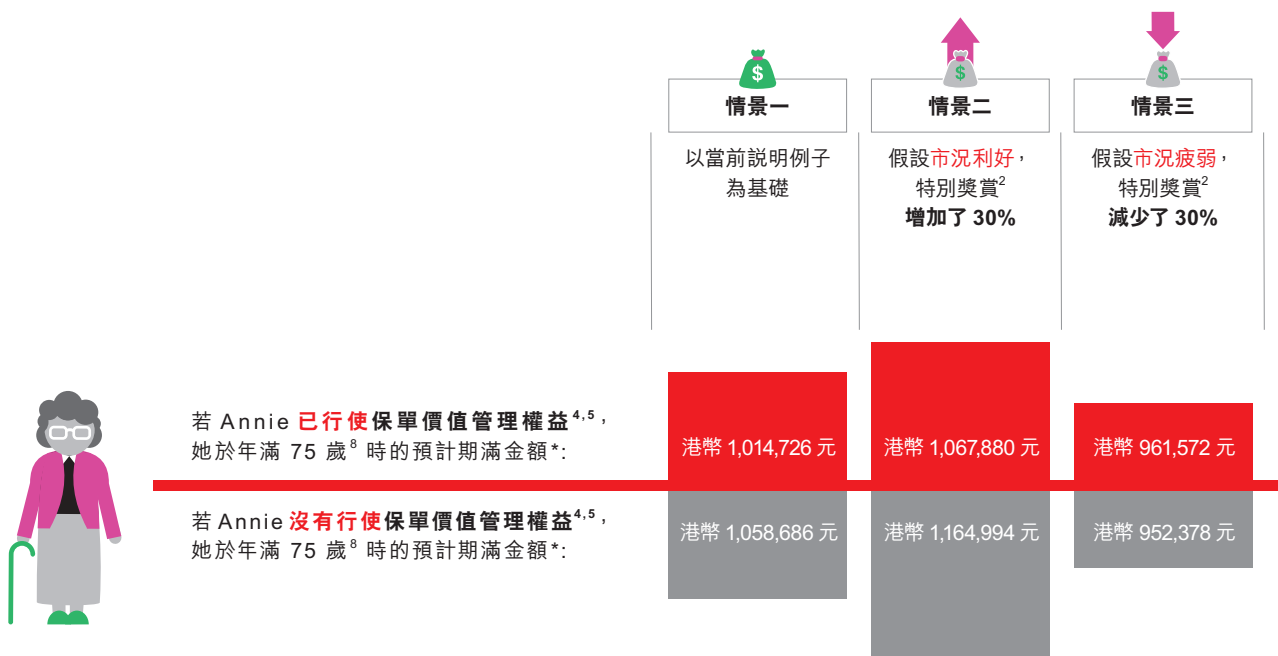 $
$
$
情景一
情景二
情景三
以當前説明例子
為基礎
假設市況利好，
特別獎賞2
增加了 30%
假設市況疲弱，
特別獎賞2
減少了 30%
若 Annie 已行使保單價值管理權益4,5，
她於年滿 75 歲8 時的預計期滿金額*:
港幣 1,014,726 元
港幣 1,067,880 元
港幣 961,572 元
若 Annie 沒有行使保單價值管理權益4,5，
她於年滿 75 歲8 時的預計期滿金額*:
港幣 1,058,686 元
港幣 1,164,994 元
港幣 952,378 元